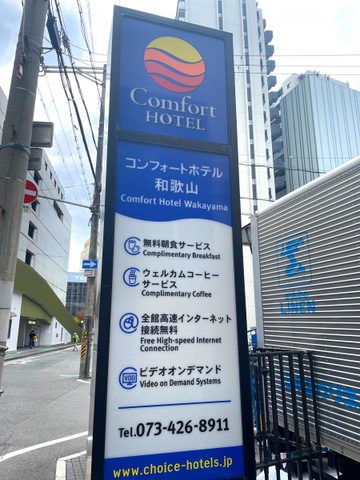 Comfort
HOTEL
コンフォートホテル
和歌山
Comfort Hotel Wakayama
無料朝食サービス
Complimentary Breakfast
ウェルカムコーヒー
サービス
Complimentary Coffee
全館高速インターネット
接続無料
Free High-speed Internet
Connection
VOD
ビデオオンデマンド
Video on Demand Systems
Tel.073-426-8911
www.choice-hotels.jp